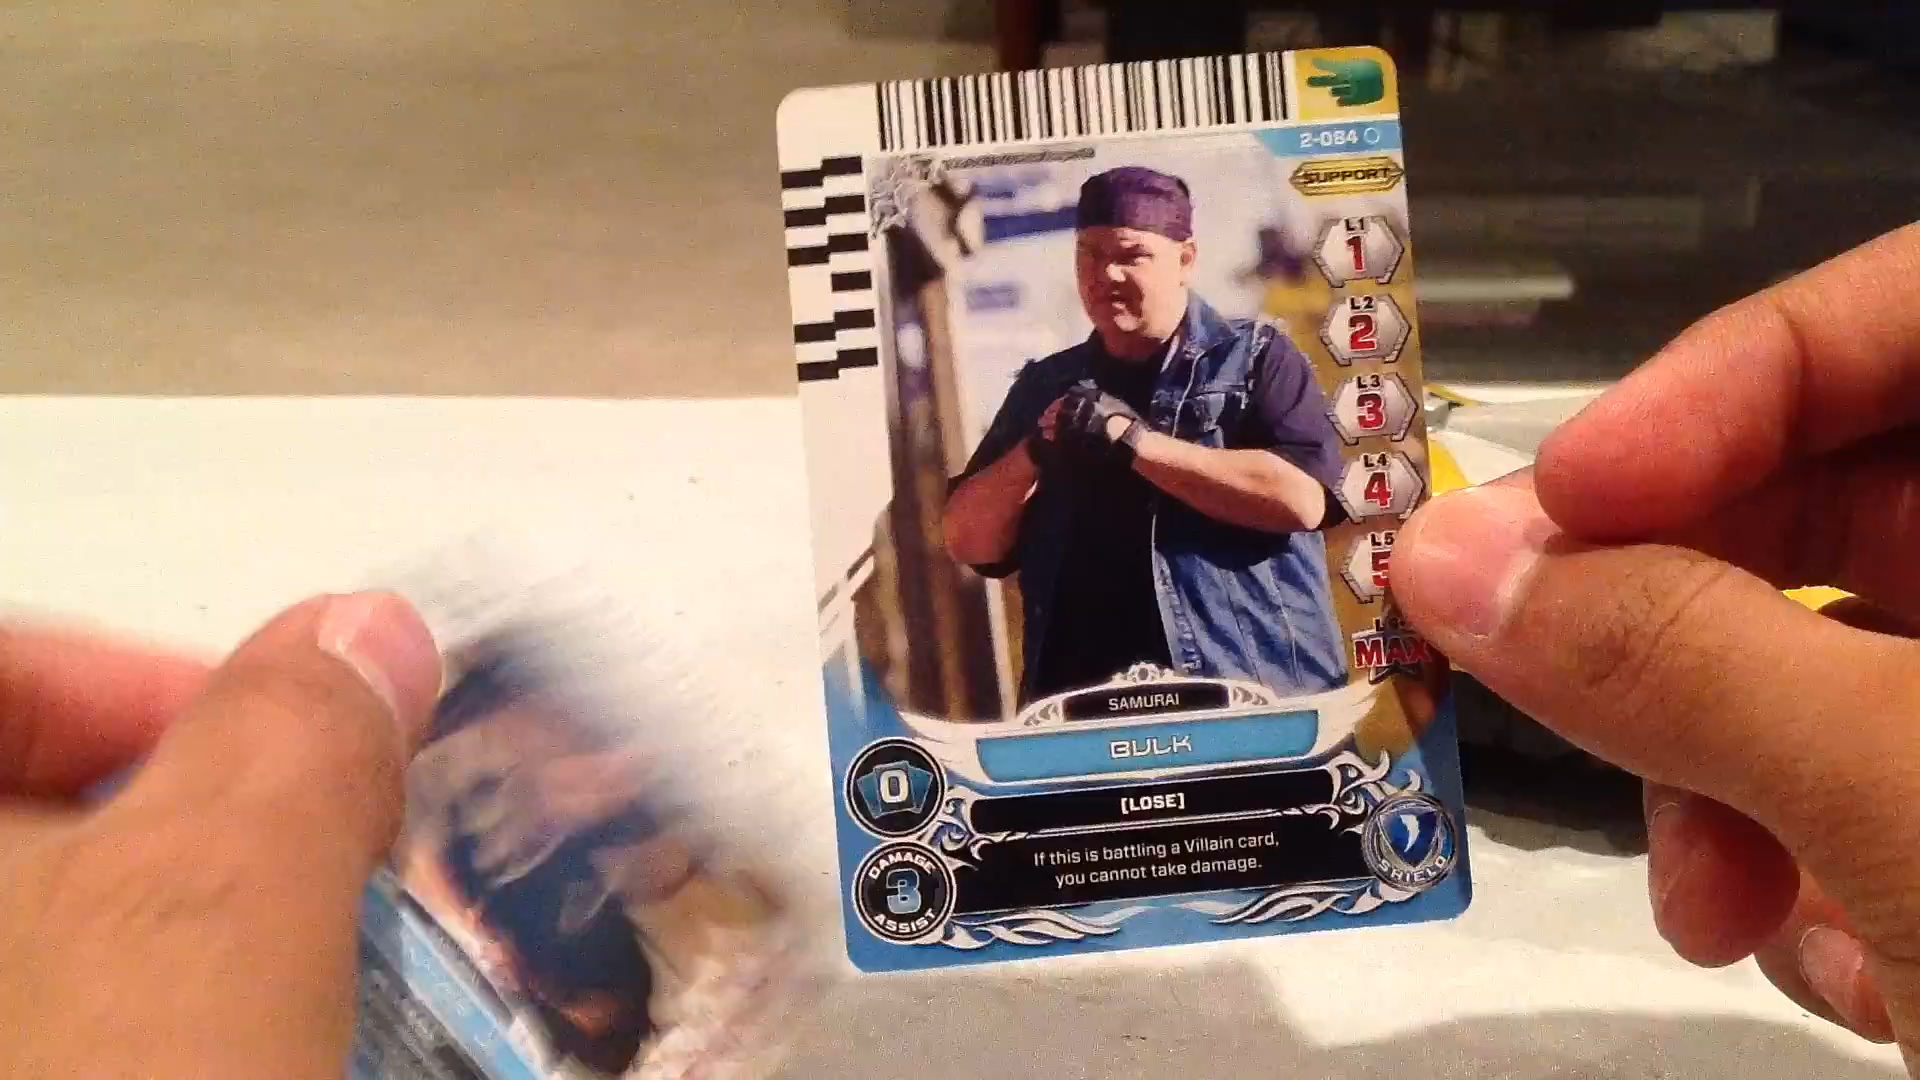 2-084
SUPPORT
L1
1
L2
2
L3
3
L4
4
L5
5
MAX
SAMURAI
BULK
0
[LOSE]
If this is battling a Villain card,
you cannot take damage.
DAMAGE
3
ASSIST
SHIELD